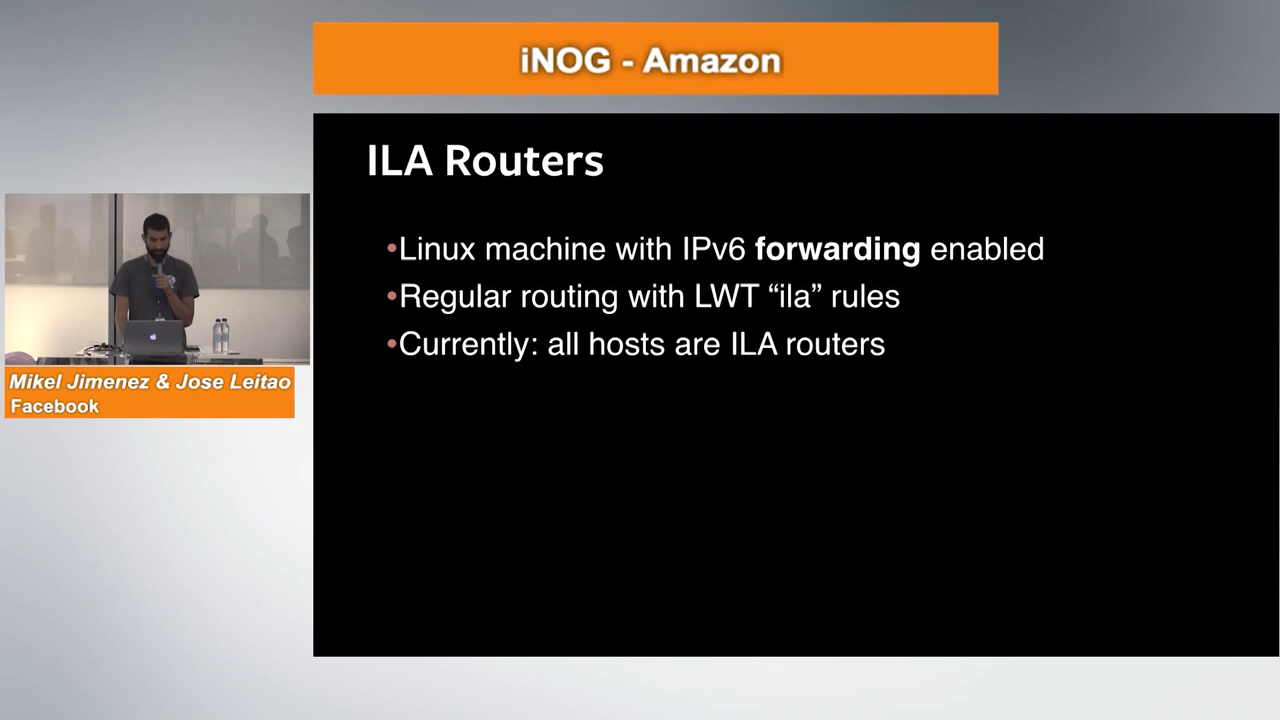 iNOG - Amazon
ILA Routers
•Linux machine with IPv6 forwarding enabled
•Regular routing with LWT “ila” rules
•Currently: all hosts are ILA routers
Mikel Jimenez & Jose Leitao
Facebook